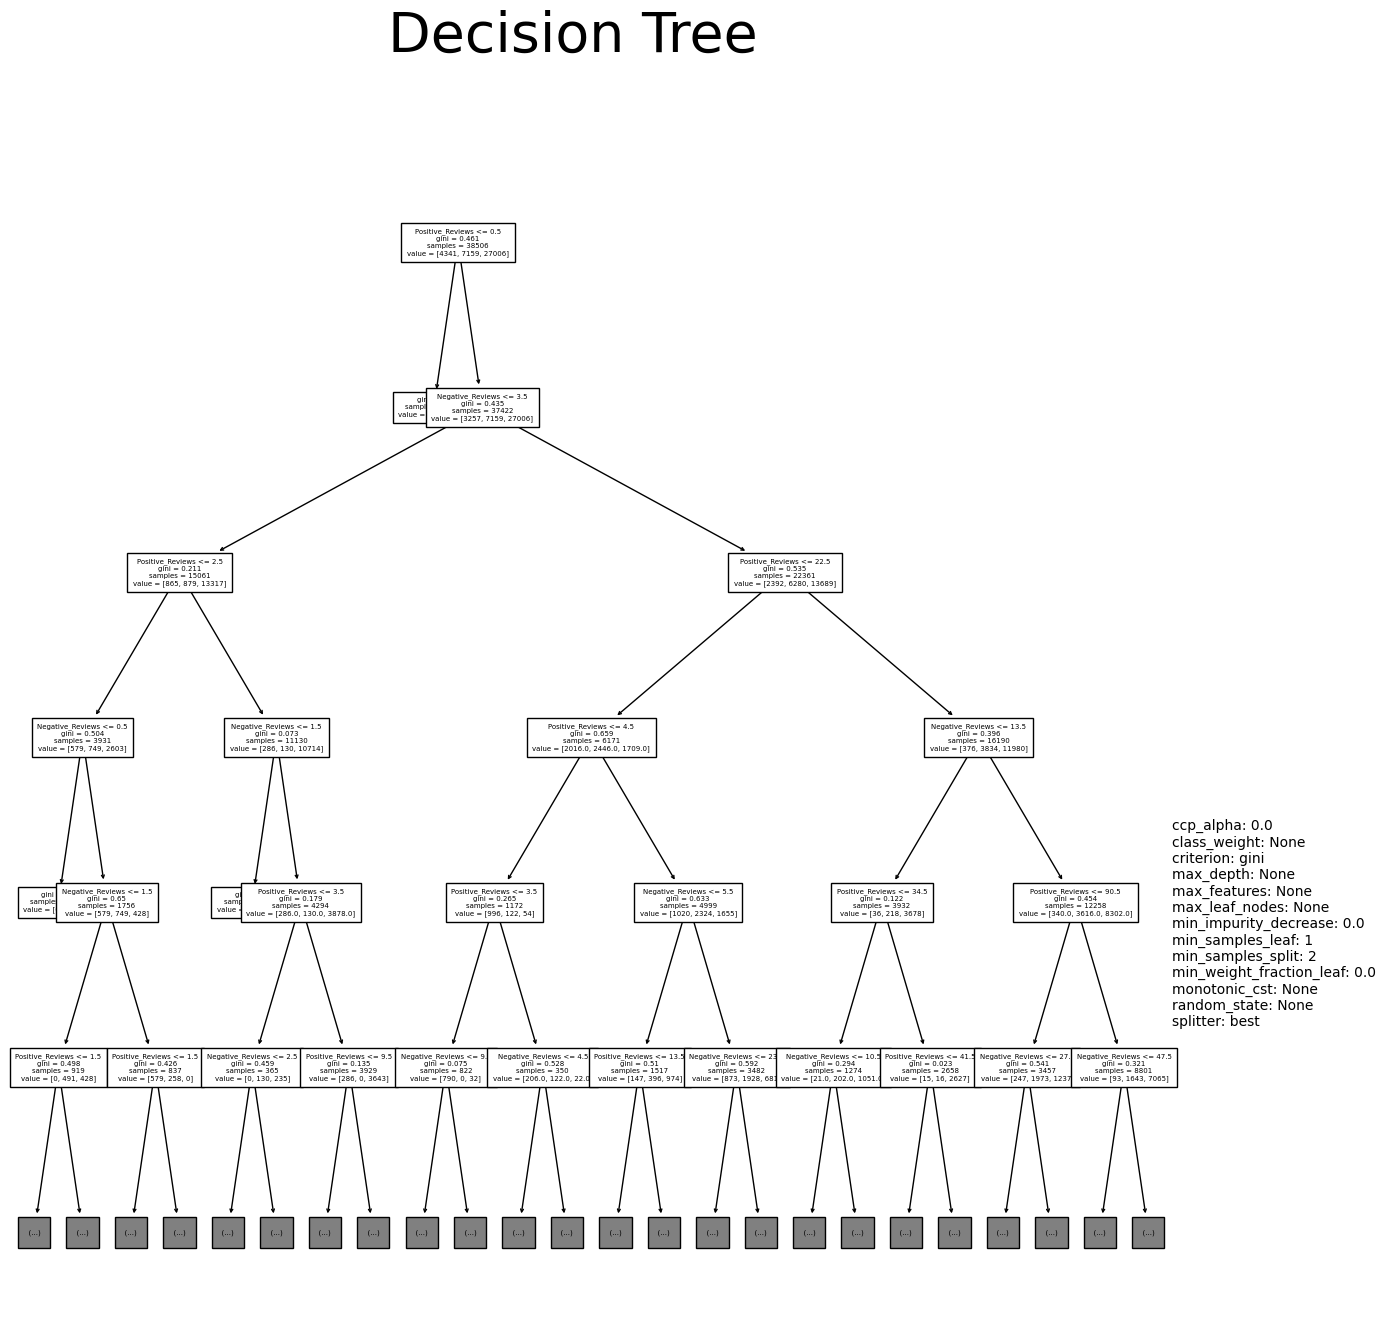 Decision Tree
Positive_Reviews <= 0.5
gini = 0.461
samples = 38506
value = [4341, 7159, 27006]
Negative_Reviews <= 3.5
gini = 0.435
samples = 37422
value = [3257, 7159, 27006]
Positive_Reviews <= 2.5
gini = 0.211
samples = 15061
value = [865, 879, 13317]
Positive_Reviews <= 22.5
gini = 0.535
samples = 22361
value = [2392, 6280, 13689]
Negative_Reviews <= 0.5
gini = 0.504
samples = 3931
value = [579, 749, 2603]
Negative_Reviews <= 1.5
gini = 0.073
samples = 11130
value = [286, 130, 10714]
Positive_Reviews <= 4.5
gini = 0.659
samples = 6171
value = [2016.0, 2446.0, 1709.0]
Negative_Reviews <= 13.5
gini = 0.396
samples = 16190
value = [376, 3834, 11980]
gini
Negative_Reviews <= 1.5
gini = 0.65
samples = 1756
value = [579, 749, 428]
Positive_Reviews <= 3.5
gini = 0.179
samples = 4294
value = [286.0, 130.0, 3878.0]
Positive_Reviews <= 3.5
gini = 0.265
samples = 1172
value = [996, 122, 54]
Negative_Reviews <= 5.5
gini = 0.633
samples = 4999
value = [1020, 2324, 1655]
Positive_Reviews <= 34.5
gini = 0.122
samples = 3932
value = [36, 218, 3678]
Positive_Reviews <= 90.5
gini = 0.454
samples = 12258
value = [340.0, 3616.0, 8302.0]
ccp_alpha: 0.0
class_weight: None
criterion: gini
max_depth: None
max_features: None
max_leaf_nodes: None
min_impurity_decrease: 0.0
min_samples_leaf: 1
min_samples_split: 2
min_weight_fraction_leaf: 0.0
monotonic_cst: None
random_state: None
splitter: best
Positive_Reviews <= 1.5
gini = 0.498
samples = 919
value = [0, 491, 428]
Positive_Reviews <= 1.5
gini = 0.426
samples = 837
value = [579, 258, 0]
Negative_Reviews <= 2.5
gini = 0.459
samples = 365
value = [0, 130, 235]
Positive_Reviews <= 9.5
gini = 0.135
samples = 3929
value = [286, 0, 3643]
Negative_Reviews <= 9.
gini = 0.075
samples = 822
value = [790, 0, 32]
Negative_Reviews <= 4.5
gini = 0.528
samples = 350
value = [206.0, 122.0, 22.0
Positive_Reviews <= 13.5
gini = 0.51
samples = 1517
value = [147, 396, 974]
Negative_Reviews <= 23
gini = 0.592
samples = 3482
value = [873, 1928, 681
Negative_Reviews <= 10.5
gini = 0.294
samples = 1274
value = [21.0, 202.0, 1051.0
Positive_Reviews <= 41.5
gini = 0.023
samples = 2658
value = [15, 16, 2627]
Negative_Reviews <= 27.
gini = 0.541
samples = 3457
value = [247, 1973, 1237
Negative_Reviews <= 47.5
gini = 0.321
samples = 8801
value = [93, 1643, 7065]
(...) (...) (...) (...) (...) (...) (...) (...) (...) (...) (...) (...) (...) (...) (...) (...) (...) (...) (...) (...) (...) (...) (...) (...)